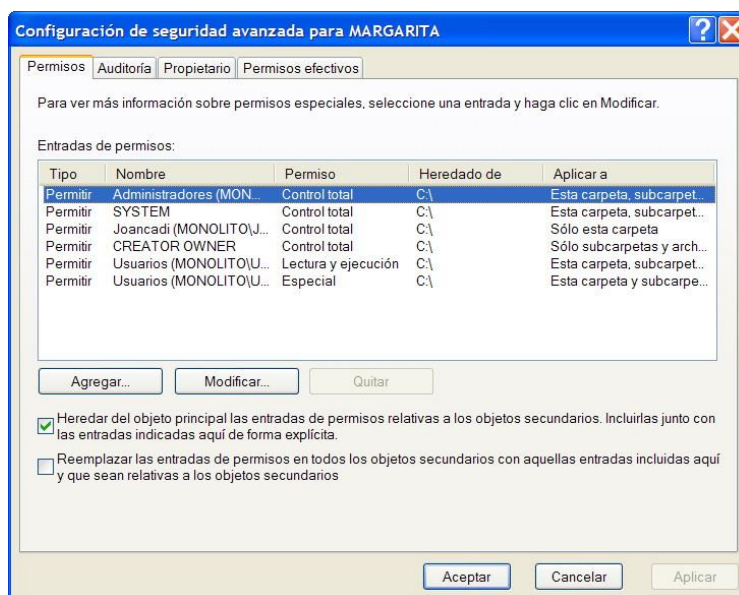 Configuración de seguridad avanzada para MARGARITA
Permisos Auditoría Propietario Permisos efectivos
Para ver más información sobre permisos especiales, seleccione una entrada y haga clic en Modificar.
Entradas de permisos:
Tipo Nombre Permiso Heredado de Aplicar a
Permitir Administradores (MON... Control total C:\ Esta carpeta, subcarpet...
Permitir SYSTEM Control total C:\ Esta carpeta, subcarpet...
Permitir Joancadi (MONOLITO\J... Control total C:\ Sólo esta carpeta
Permitir CREATOR OWNER Control total C:\ Sólo subcarpetas y arch...
Permitir Usuarios (MONOLITO\U... Lectura y ejecución C:\ Esta carpeta, subcarpet...
Permitir Usuarios (MONOLITO\U... Especial C:\ Esta carpeta y subcarpe...
Agregar... Modificar... Quitar
Heredar del objeto principal las entradas de permisos relativas a los objetos secundarios. Incluirlas junto con
las entradas indicadas aquí de forma explícita.
Reemplazar las entradas de permisos en todos los objetos secundarios con aquellas entradas incluidas aquí
y que sean relativas a los objetos secundarios
Aceptar Cancelar Aplicar